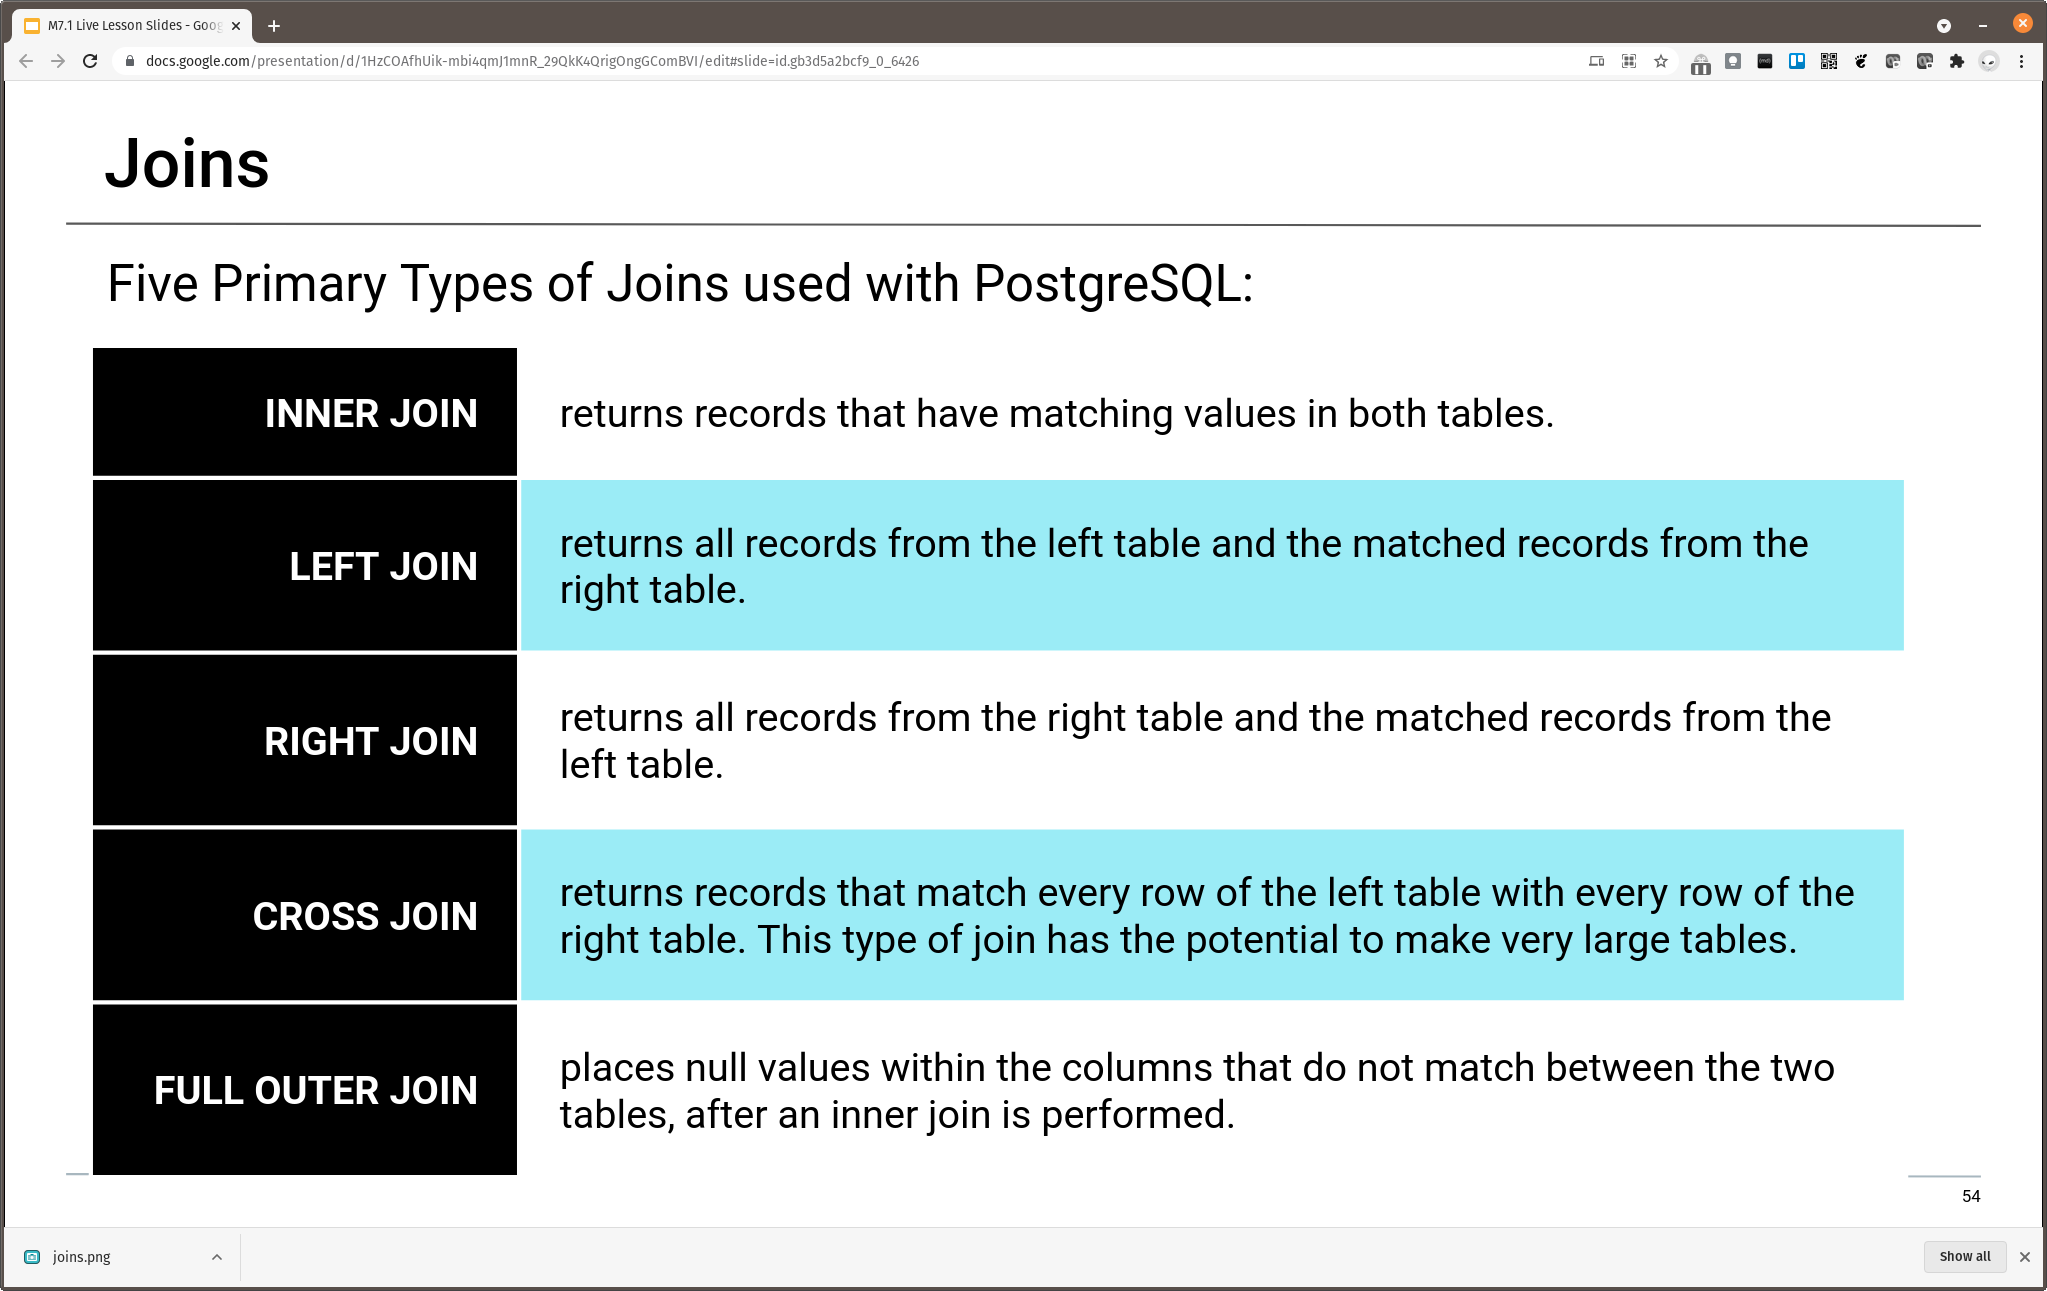 M7.1 Live Lesson Slides - Goog
docs.google.com/presentation/d/1HzCOAfhUik-mbi4qmJ1mnR_29QkK4QrigOngGComBVI/edit#slide=id.gb3d5a2bcf9_0_6426
Joins
Five Primary Types of Joins used with PostgreSQL:
INNER JOIN
returns records that have matching values in both tables.
LEFT JOIN
returns all records from the left table and the matched records from the
right table.
RIGHT JOIN
returns all records from the right table and the matched records from the
left table.
CROSS JOIN
returns records that match every row of the left table with every row of the
right table. This type of join has the potential to make very large tables.
FULL OUTER JOIN
places null values within the columns that do not match between the two
tables, after an inner join is performed.
54
joins.png
Show all